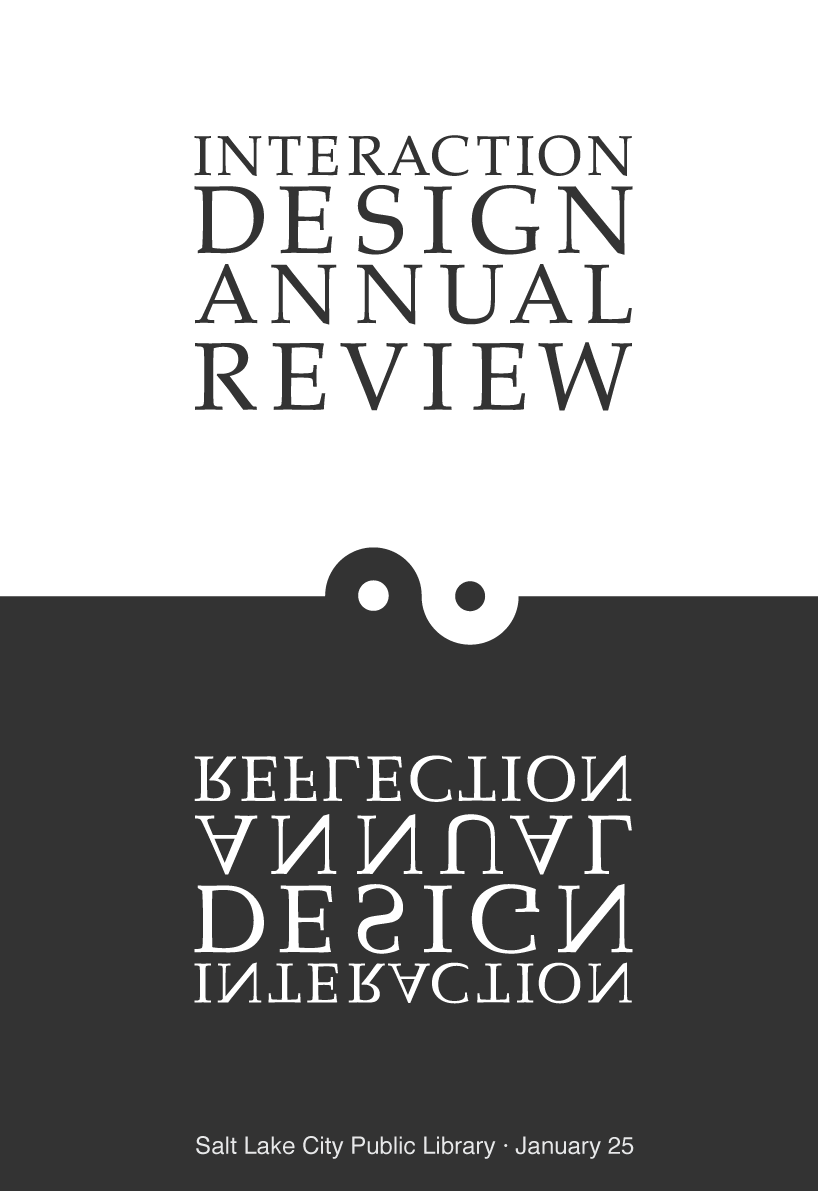 INTERACTION
DESIGN
ANNUAL
REVIEW
REFLECTION
ANNUAL
DESIGN
INTERACTION
Salt Lake City Public Library · January 25